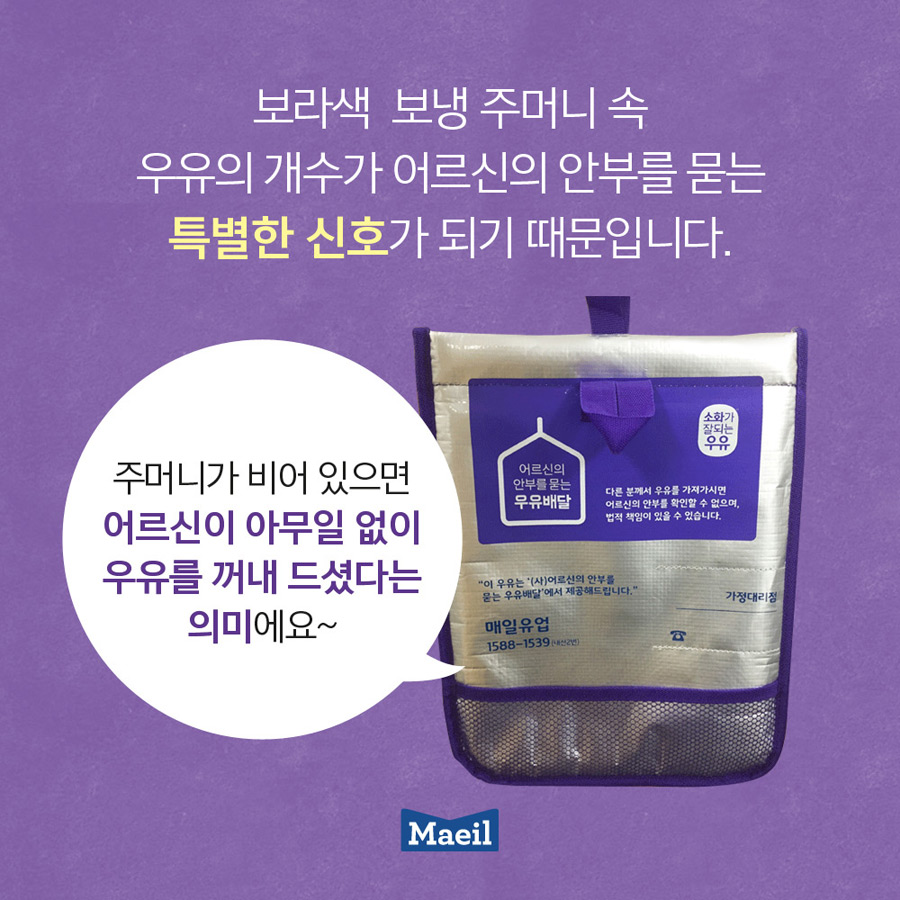 보라색 보냉 주머니 속
우유의 개수가 어르신의 안부를 묻는
특별한 신호가 되기 때문입니다.
주머니가 비어 있으면
어르신이 아무일 없이
우유를 꺼내 드셨다는
의미에요~
소화가
잘되는
우유
어르신의
안부를 묻는
우유배달
다른 분께서 우유를 가져가시면
어르신의 안부를 확인할 수 없으며,
법적 책임이 있을 수 있습니다.
"이 우유는 '(사)어르신의 안부를
묻는 우유배달'에서 제공해드립니다."
가정대리점
매일유업
1588-1539 (내선2번)
Maeil